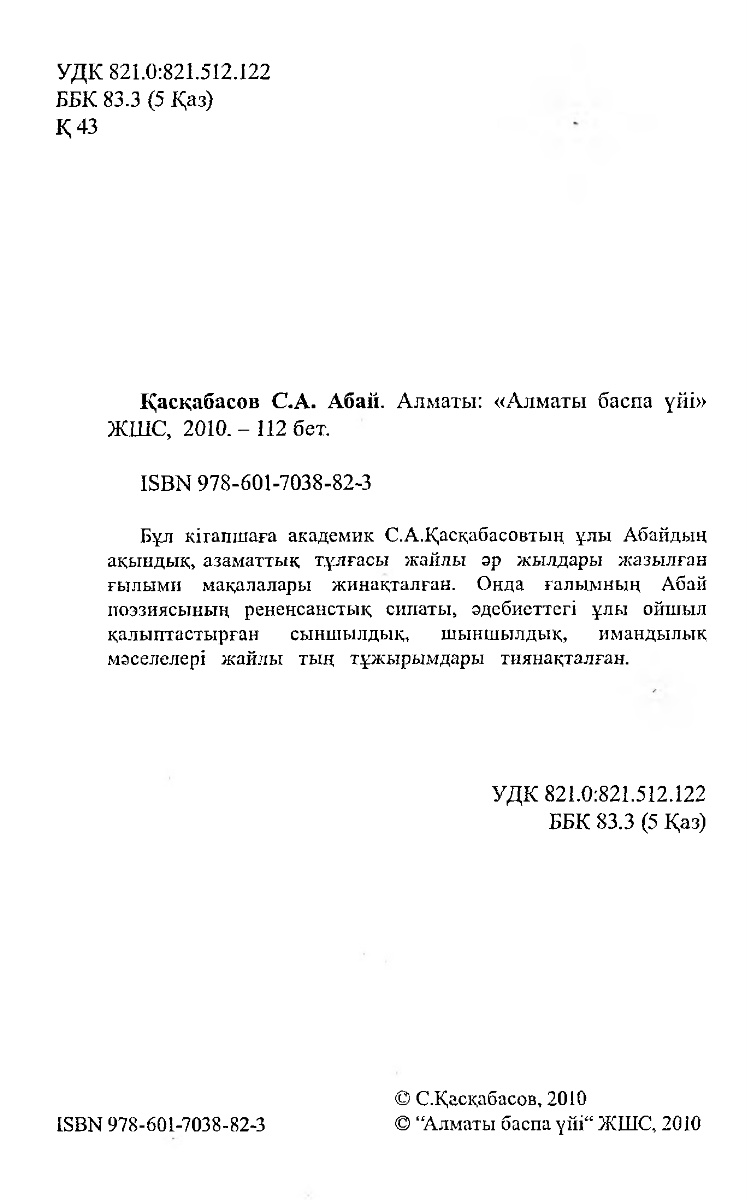 УДК 821.0:821.512.122
ББК 83.3 (5 Қаз)
Қ 43
Қасқабасов С.А. Абай. Алматы: «Алматы баспа үйі»
ЖШС, 2010. – 112 бет.
ISBN 978-601-7038-82-3
Бұл кітапшаға академик С.А.Қасқабасовтың ұлы Абайдың
ақындық, азаматтық тұлғасы жайлы әр жылдары жазылған
ғылыми мақалалары жинақталған. Онда ғалымның Абай
поэзиясының рененсанстық сипаты, әдебиеттегі ұлы ойшыл
қалыптастырған сыншылдық, шыншылдық, имандылық
мәселелері жайлы тың тұжырымдары тиянақталған.
УДК 821.0:821.512.122
ББК 83.3 (5 Қаз)
© С.Қасқабасов, 2010
ISBN 978-601-7038-82-3 © "Алматы баспа үйі“ ЖШС, 2010